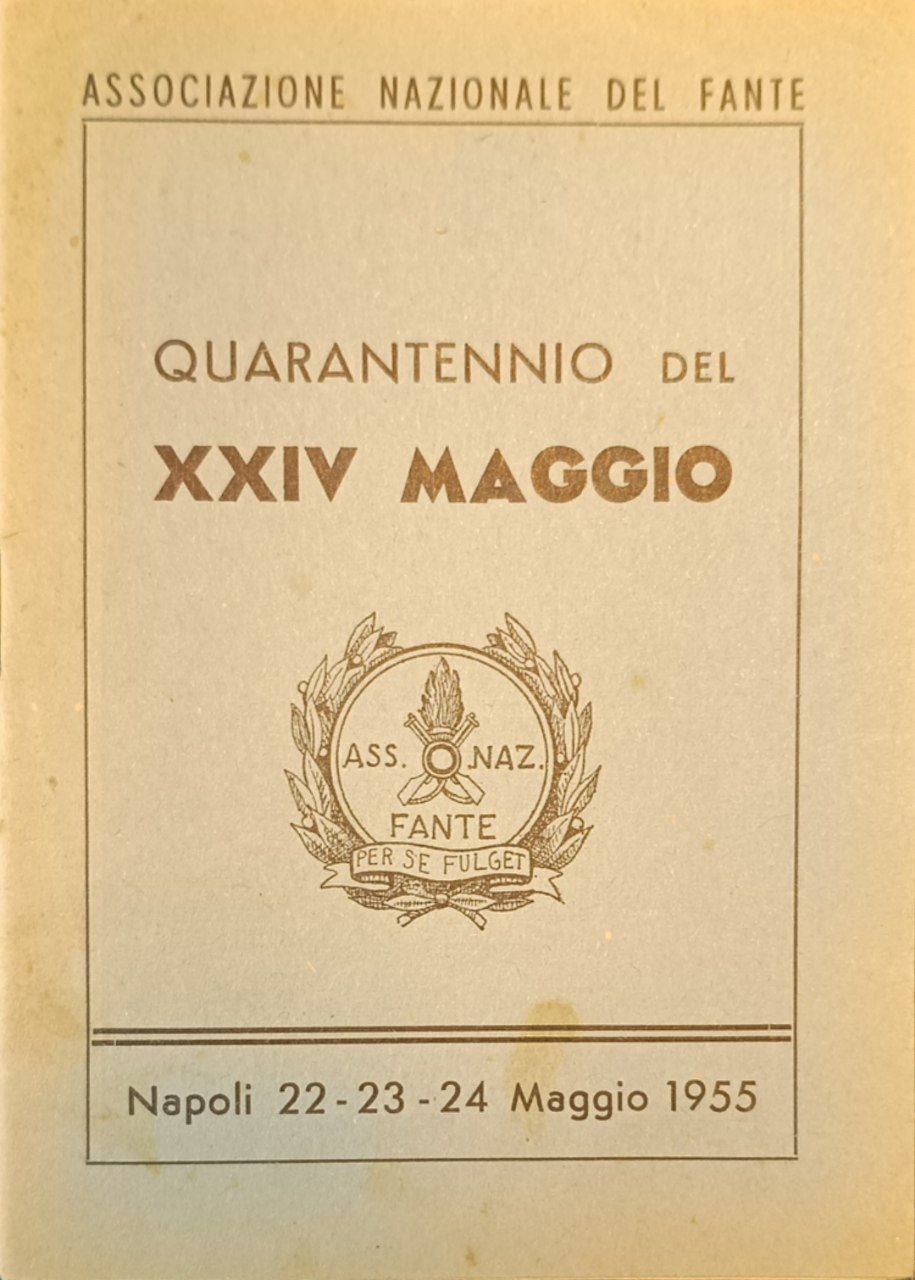 ASSOCIAZIONE NAZIONALE DEL FANTE
QUARANTENNIO DEL
XXIV MAGGIO
ASS. NAZ.
FANTE
PER SE FULGET
Napoli 22-23-24 Maggio 1955